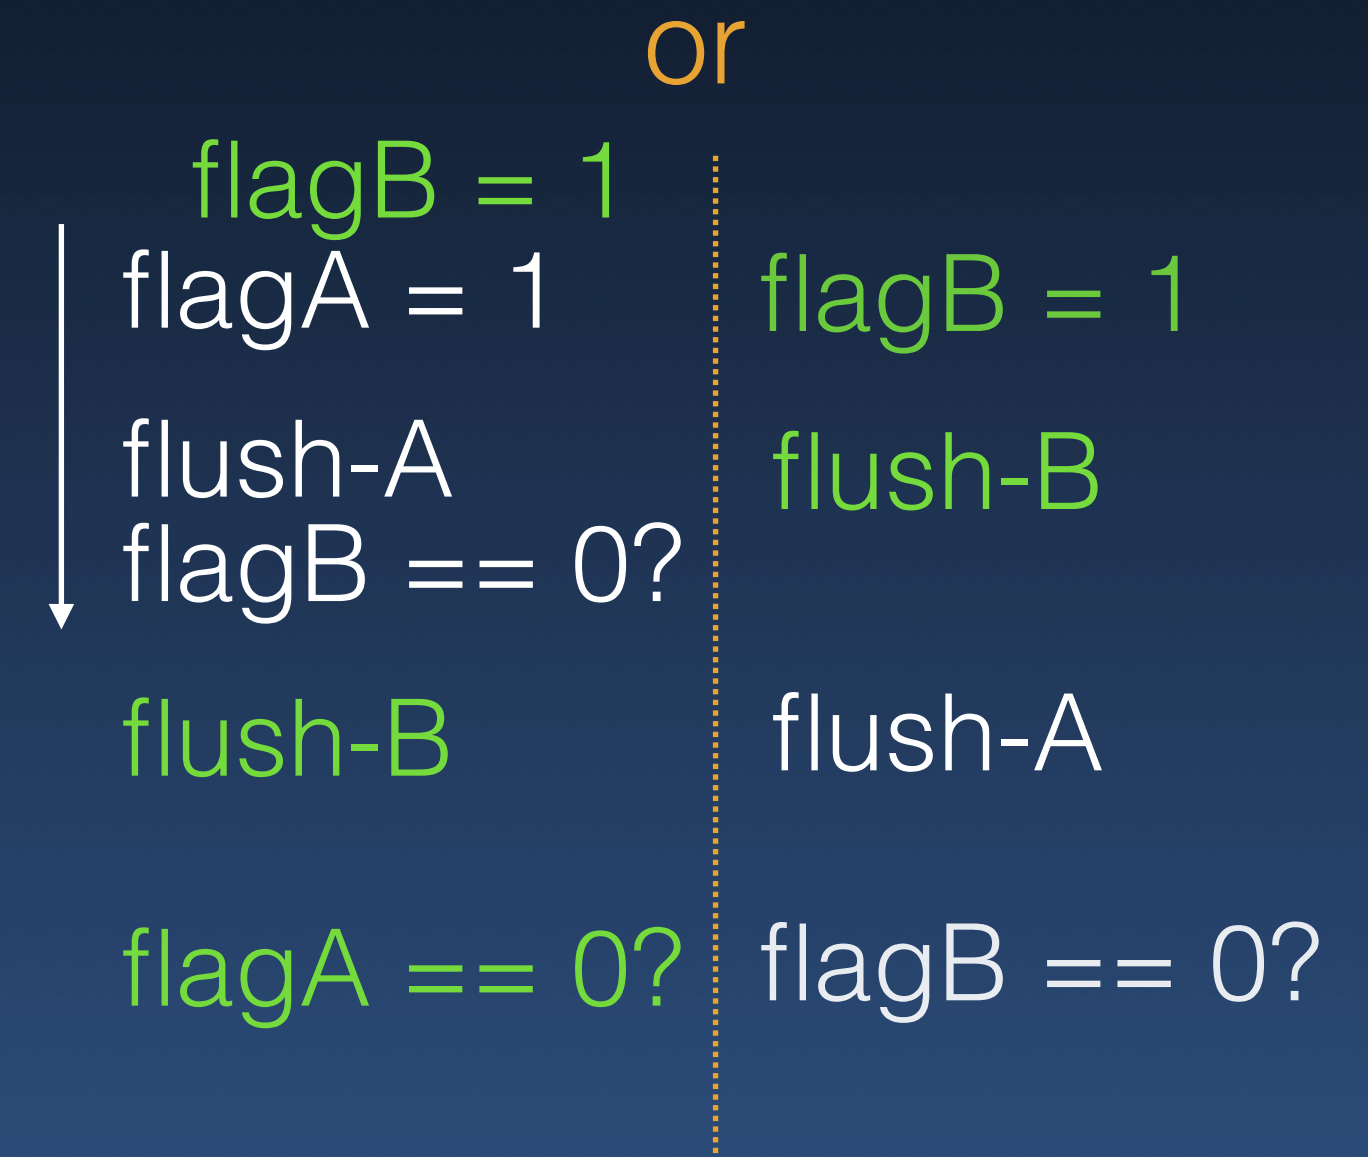 or
flagB = 1
flagA = 1
flush-A
flagB == 0?
flush-B
flagA == 0?
flagB = 1
flush-B
flush-A
flagB == 0?